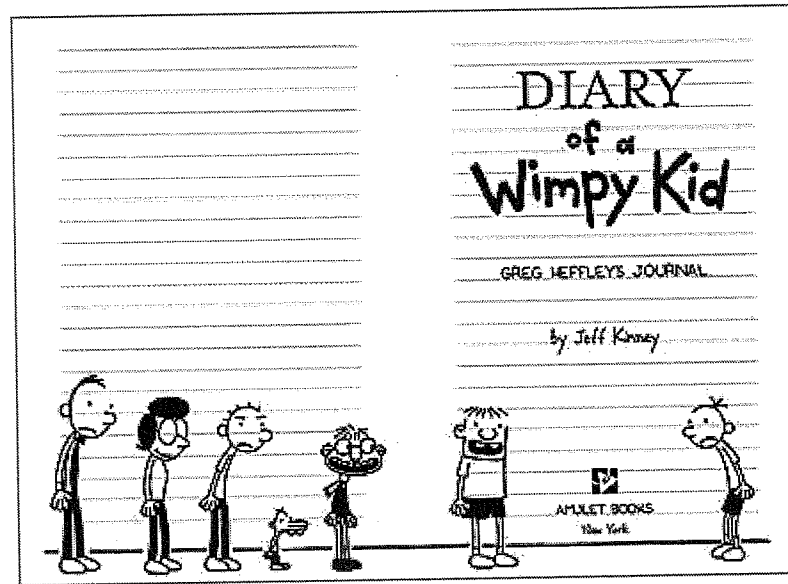 DIARY
of a
Wimpy Kid
GREG HEFFLEY'S JOURNAL
by Jeff Kinney
AMULET BOOKS
New York